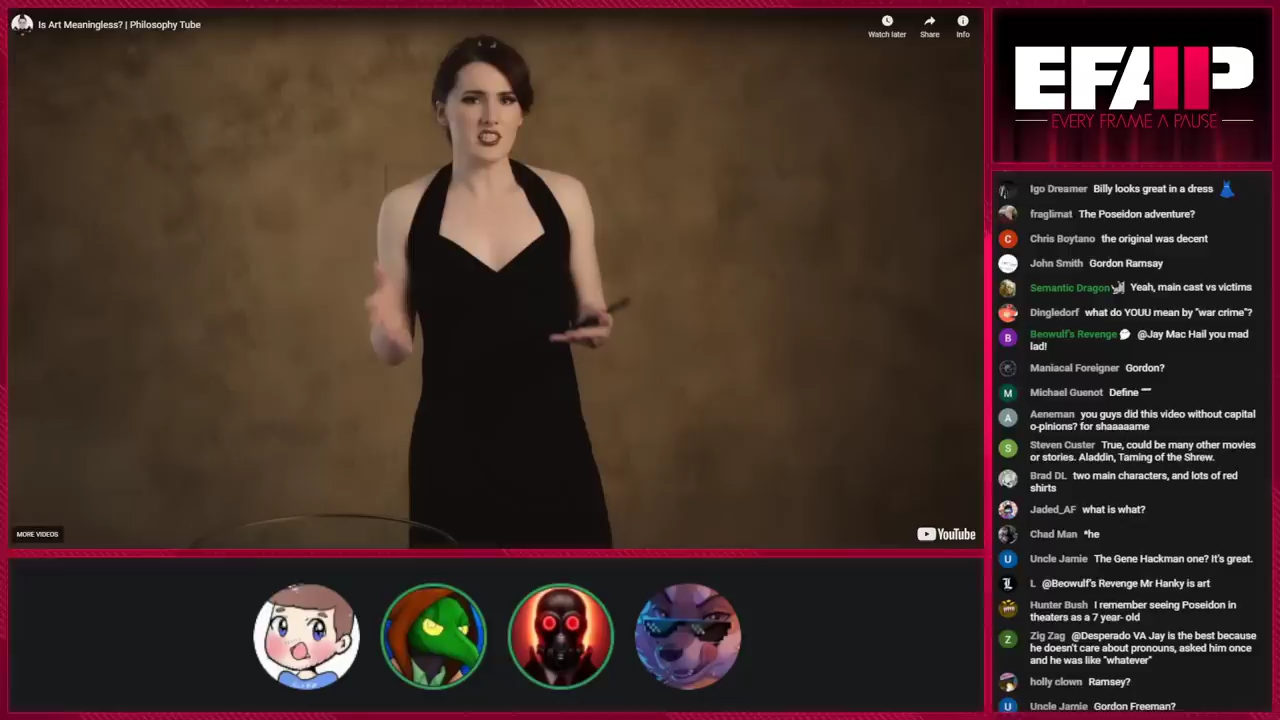 Is Art Meaningless? | Philosophy Tube
Watch later
Share
Info
MORE VIDEOS
YouTube
EFAP
EVERY FRAME A PAUSE
Igo Dreamer Billy looks great in a dress
fraglimat The Poseidon adventure?
C Chris Boytano the original was decent
John Smith Gordon Ramsay
Semantic Dragon Yeah, main cast vs victims
Dingledorf what do YOUU mean by "war crime"?
B Beowulf's Revenge @Jay Mac Hail you mad
lad!
Maniacal Foreigner Gordon?
M Michael Guenot Define """
A Aeneman you guys did this video without capital
o-pinions? for shaaaaame
S Steven Custer True, could be many other movies
or stories. Aladdin, Taming of the Shrew.
Brad DL two main characters, and lots of red
shirts
Jaded_AF what is what?
Chad Man *he
U Uncle Jamie The Gene Hackman one? It's great.
L @Beowulf's Revenge Mr Hanky is art
Hunter Bush I remember seeing Poseidon in
theaters as a 7 year- old
Z Zig Zag @Desperado VA Jay is the best because
he doesn't care about pronouns, asked him once
and he was like "whatever"
holly clown Ramsey?
U Uncle Jamie Gordon Freeman?